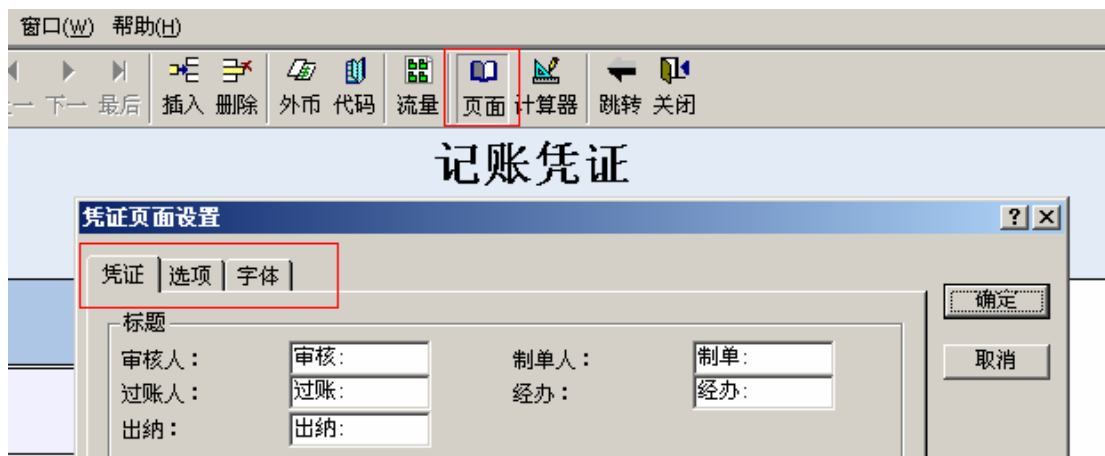 窗口(W) 帮助(H)
下一 最后 插入 删除 外币 代码 流量 页面 计算器 跳转 关闭
记账凭证
凭证页面设置
凭证 选项 字体
确定
标题
审核人： 审核: 制单人： 制单: 取消
过账人： 过账: 经办： 经办:
出纳： 出纳: